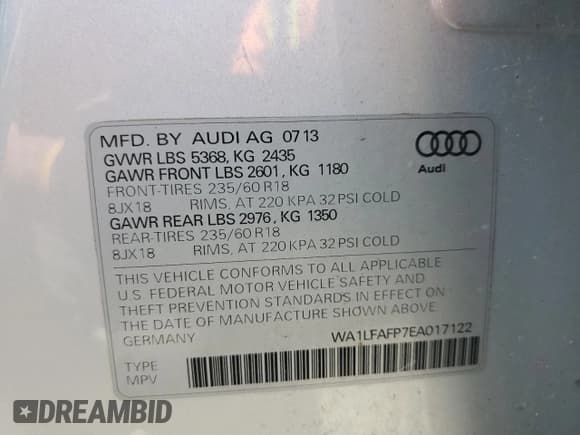 MFD. BY AUDI AG 07 13
GVWR LBS 5368, KG 2435
GAWR FRONT LBS 2601, KG 1180
FRONT-TIRES 235/60 R18
8JX18 RIMS, AT 220 KPA 32 PSI COLD
GAWR REAR LBS 2976, KG 1350
REAR-TIRES 235/60 R18
8JX18 RIMS, AT 220 KPA 32 PSI COLD
Audi
THIS VEHICLE CONFORMS TO ALL APPLICABLE
U.S. FEDERAL MOTOR VEHICLE SAFETY AND
THEFT PREVENTION STANDARDS IN EFFECT ON
THE DATE OF MANUFACTURE SHOWN ABOVE
GERMANY
WA1LFAFP7EA017122
TYPE
MPV
DREAMBID